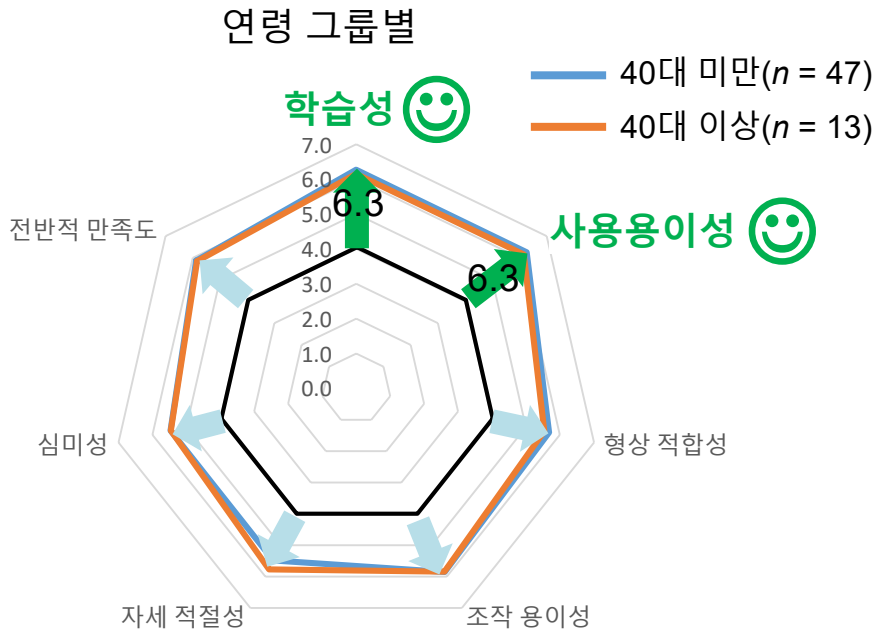 연령 그룹별
40대 미만(n = 47)
40대 이상(n = 13)
학습성
7.0
6.0
5.0
4.0
3.0
2.0
1.0
0.0
6.3
사용용이성
6.3
형상 적합성
조작 용이성
자세 적절성
심미성
전반적 만족도